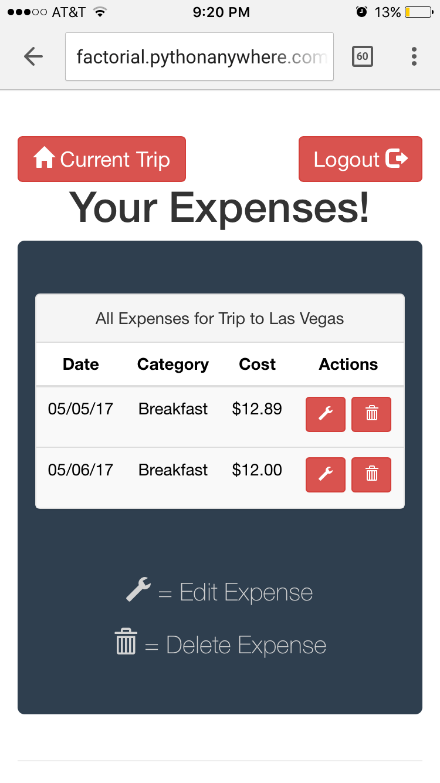 AT&T 9:20 PM 13%
factorial.pythonanywhere.com 60
Current Trip Logout
Your Expenses!
All Expenses for Trip to Las Vegas
Date Category Cost Actions
05/05/17 Breakfast $12.89
05/06/17 Breakfast $12.00
= Edit Expense
= Delete Expense